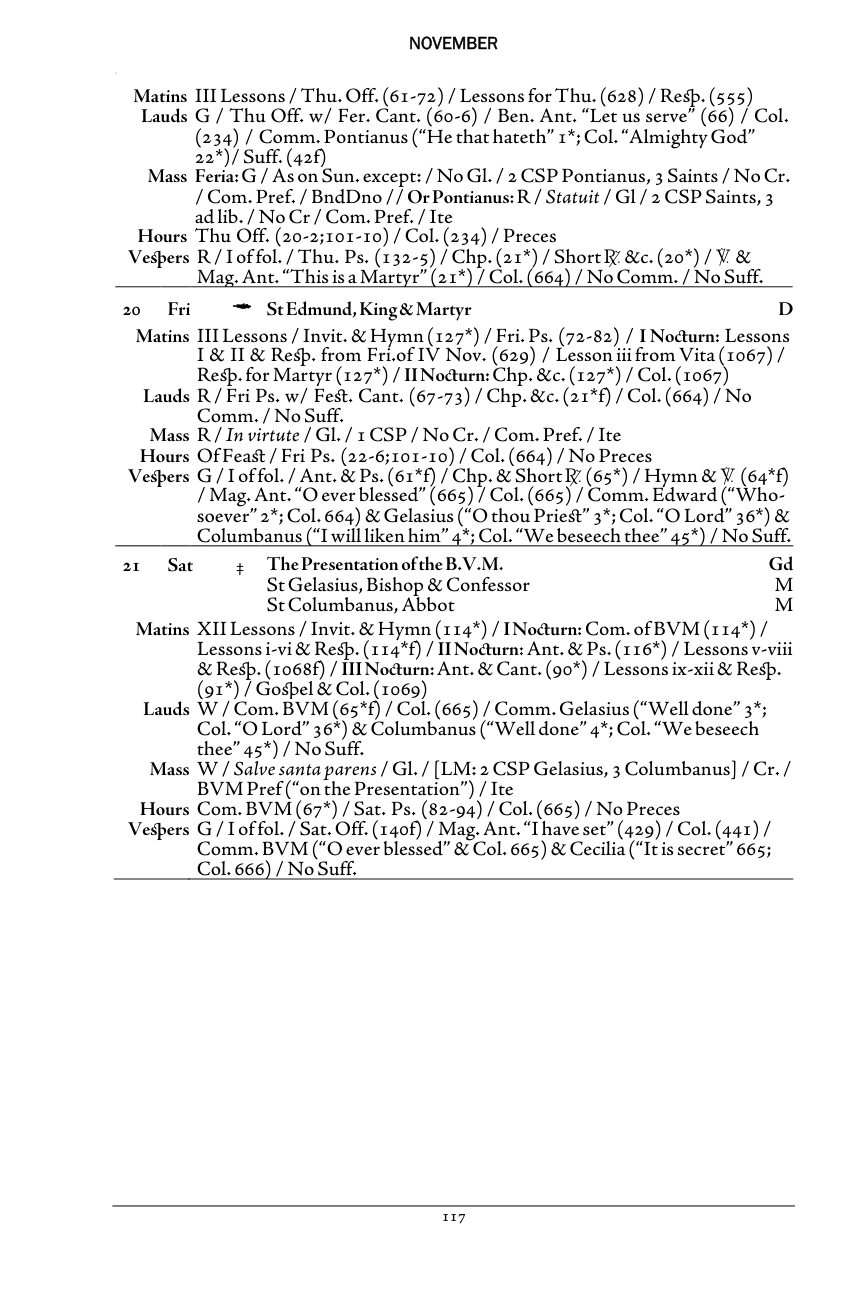 NOVEMBER
Matins III Lessons / Thu. Off. (61-72) / Lessons for Thu. (628) / Resp. (555)
Lauds G / Thu Off. w/ Fer. Cant. (60-6) / Ben. Ant. “Let us serve” (66) / Col.
(234) / Comm. Pontianus (“He that hateth” 1*; Col. “Almighty God”
22*)/ Suff. (42f)
Mass Feria: G / As on Sun. except: / No Gl. / 2 CSP Pontianus, 3 Saints / No Cr.
/ Com. Pref. / BndDno // Or Pontianus: R / Statuit / Gl / 2 CSP Saints, 3
ad lib. / No Cr / Com. Pref. / Ite
Hours Thu Off. (20-2;101-10) / Col. (234) / Preces
Vespers R / I of fol. / Thu. Ps. (132-5) / Chp. (21*) / Short ℟ &c. (20*) / ℣ &
Mag. Ant. “This is a Martyr” (21*) / Col. (664) / No Comm. / No Suff.
20 Fri St Edmund, King & Martyr D
Matins III Lessons / Invit. & Hymn (127*) / Fri. Ps. (72-82) / I Nocturn: Lessons
I & II & Resp. from Fri.of IV Nov. (629) / Lesson iii from Vita (1067) /
Resp. for Martyr (127*) / II Nocturn: Chp. &c. (127*) / Col. (1067)
Lauds R / Fri Ps. w/ Fest. Cant. (67-73) / Chp. &c. (21*f) / Col. (664) / No
Comm. / No Suff.
Mass R / In virtute / Gl. / 1 CSP / No Cr. / Com. Pref. / Ite
Hours Of Feast / Fri Ps. (22-6;101-10) / Col. (664) / No Preces
Vespers G / I of fol. / Ant. & Ps. (61*f) / Chp. & Short ℟ (65*) / Hymn & ℣ (64*f)
/ Mag. Ant. “O ever blessed” (665) / Col. (665) / Comm. Edward (“Who-
soever” 2*; Col. 664) & Gelasius (“O thou Priest” 3*; Col. “O Lord” 36*) &
Columbanus (“I will liken him” 4*; Col. “We beseech thee” 45*) / No Suff.
21 Sat ‡ The Presentation of the B.V.M. Gd
St Gelasius, Bishop & Confessor M
St Columbanus, Abbot M
Matins XII Lessons / Invit. & Hymn (114*) / I Nocturn: Com. of BVM (114*) /
Lessons i-vi & Resp. (114*f) / II Nocturn: Ant. & Ps. (116*) / Lessons v-viii
& Resp. (1068f) / III Nocturn: Ant. & Cant. (90*) / Lessons ix-xii & Resp.
(91*) / Gospel & Col. (1069)
Lauds W / Com. BVM (65*f) / Col. (665) / Comm. Gelasius (“Well done” 3*;
Col. “O Lord” 36*) & Columbanus (“Well done” 4*; Col. “We beseech
thee” 45*) / No Suff.
Mass W / Salve santa parens / Gl. / [LM: 2 CSP Gelasius, 3 Columbanus] / Cr. /
BVM Pref (“on the Presentation”) / Ite
Hours Com. BVM (67*) / Sat. Ps. (82-94) / Col. (665) / No Preces
Vespers G / I of fol. / Sat. Off. (140f) / Mag. Ant. “I have set” (429) / Col. (441) /
Comm. BVM (“O ever blessed” & Col. 665) & Cecilia (“It is secret” 665;
Col. 666) / No Suff.
117